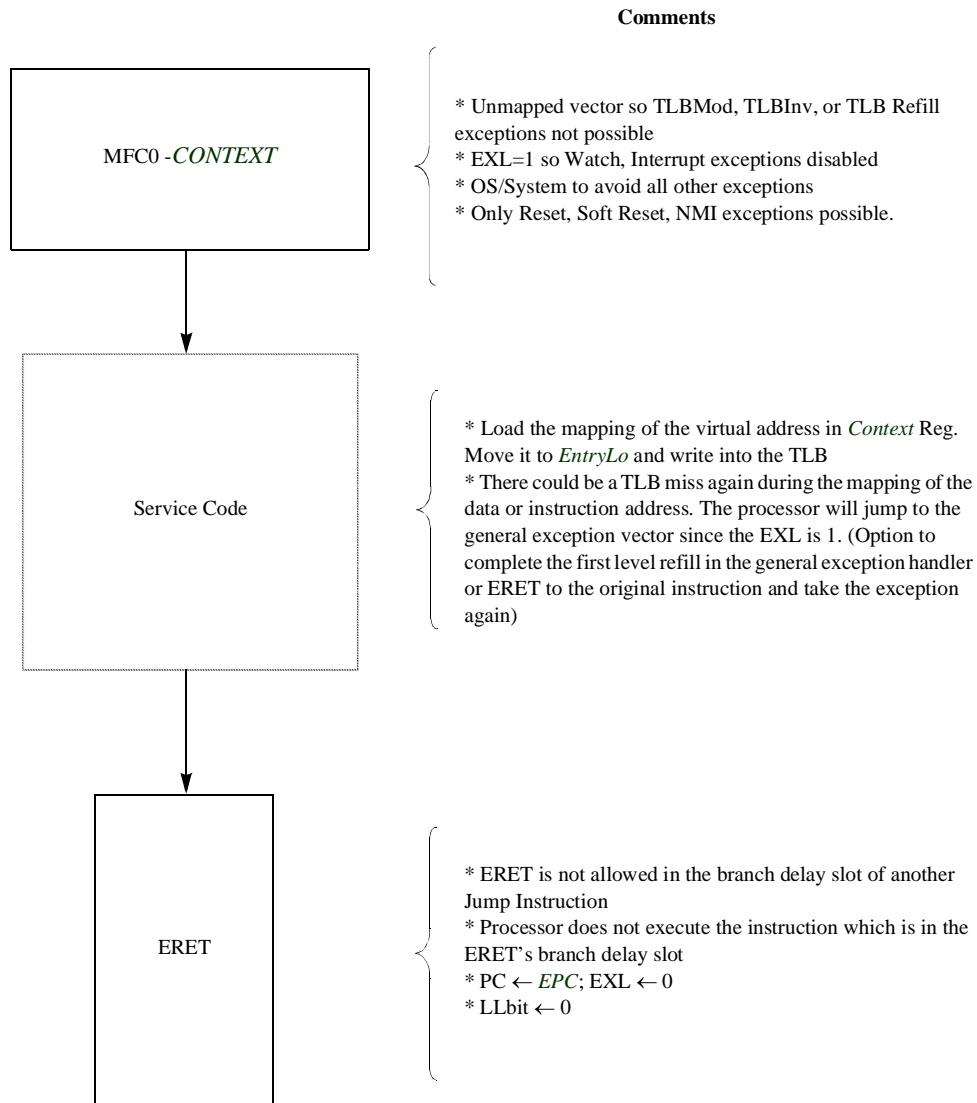 Comments
MFC0 -CONTEXT
* Unmapped vector so TLBMod, TLBInv, or TLB Refill
exceptions not possible
* EXL=1 so Watch, Interrupt exceptions disabled
* OS/System to avoid all other exceptions
* Only Reset, Soft Reset, NMI exceptions possible.
Service Code
* Load the mapping of the virtual address in Context Reg.
Move it to EntryLo and write into the TLB
* There could be a TLB miss again during the mapping of the
data or instruction address. The processor will jump to the
general exception vector since the EXL is 1. (Option to
complete the first level refill in the general exception handler
or ERET to the original instruction and take the exception
again)
ERET
* ERET is not allowed in the branch delay slot of another
Jump Instruction
* Processor does not execute the instruction which is in the
ERET’s branch delay slot
* PC ← EPC; EXL ← 0
* LLbit ← 0